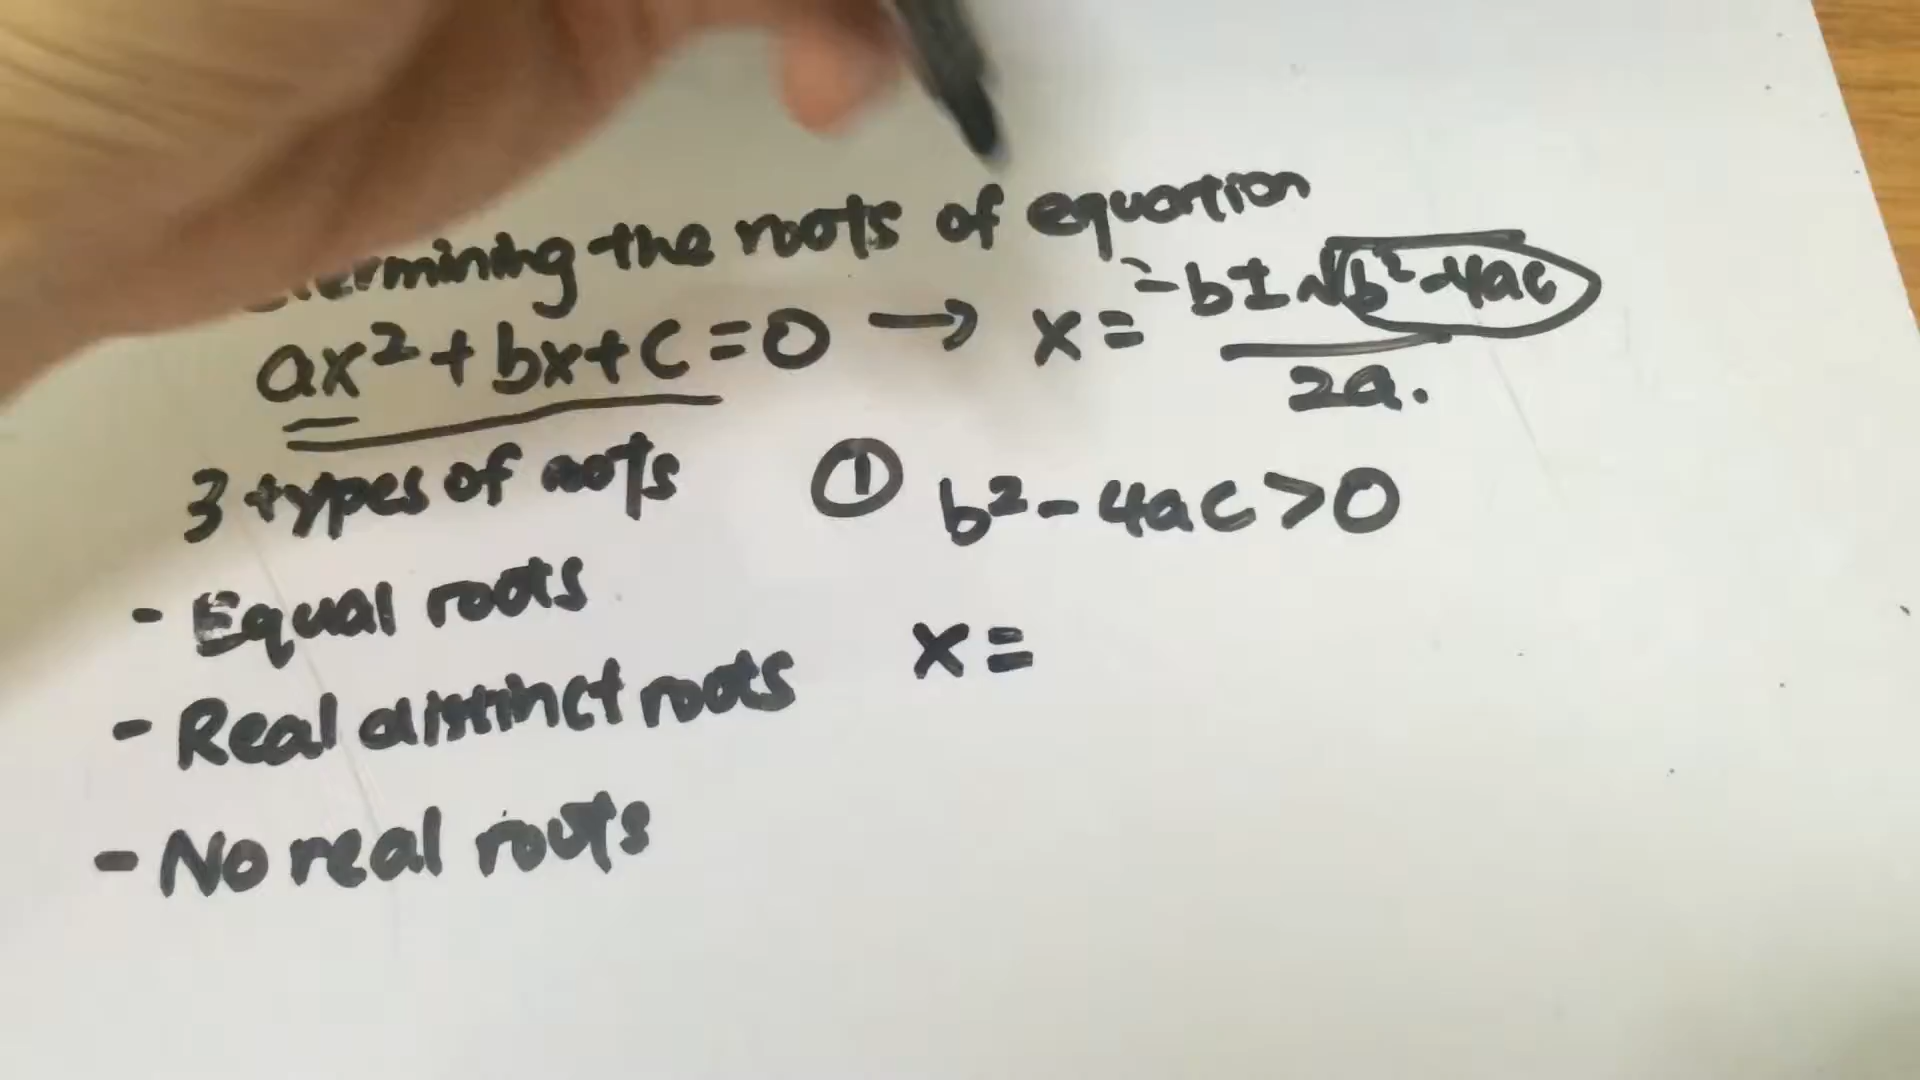 termining the roots of equation
ax² + bx + c = 0 → x = -b ± √b² - 4ac / 2a.
3 types of roots
- Equal roots
- Real distinct roots
- No real roots
① b² - 4ac > 0
x =